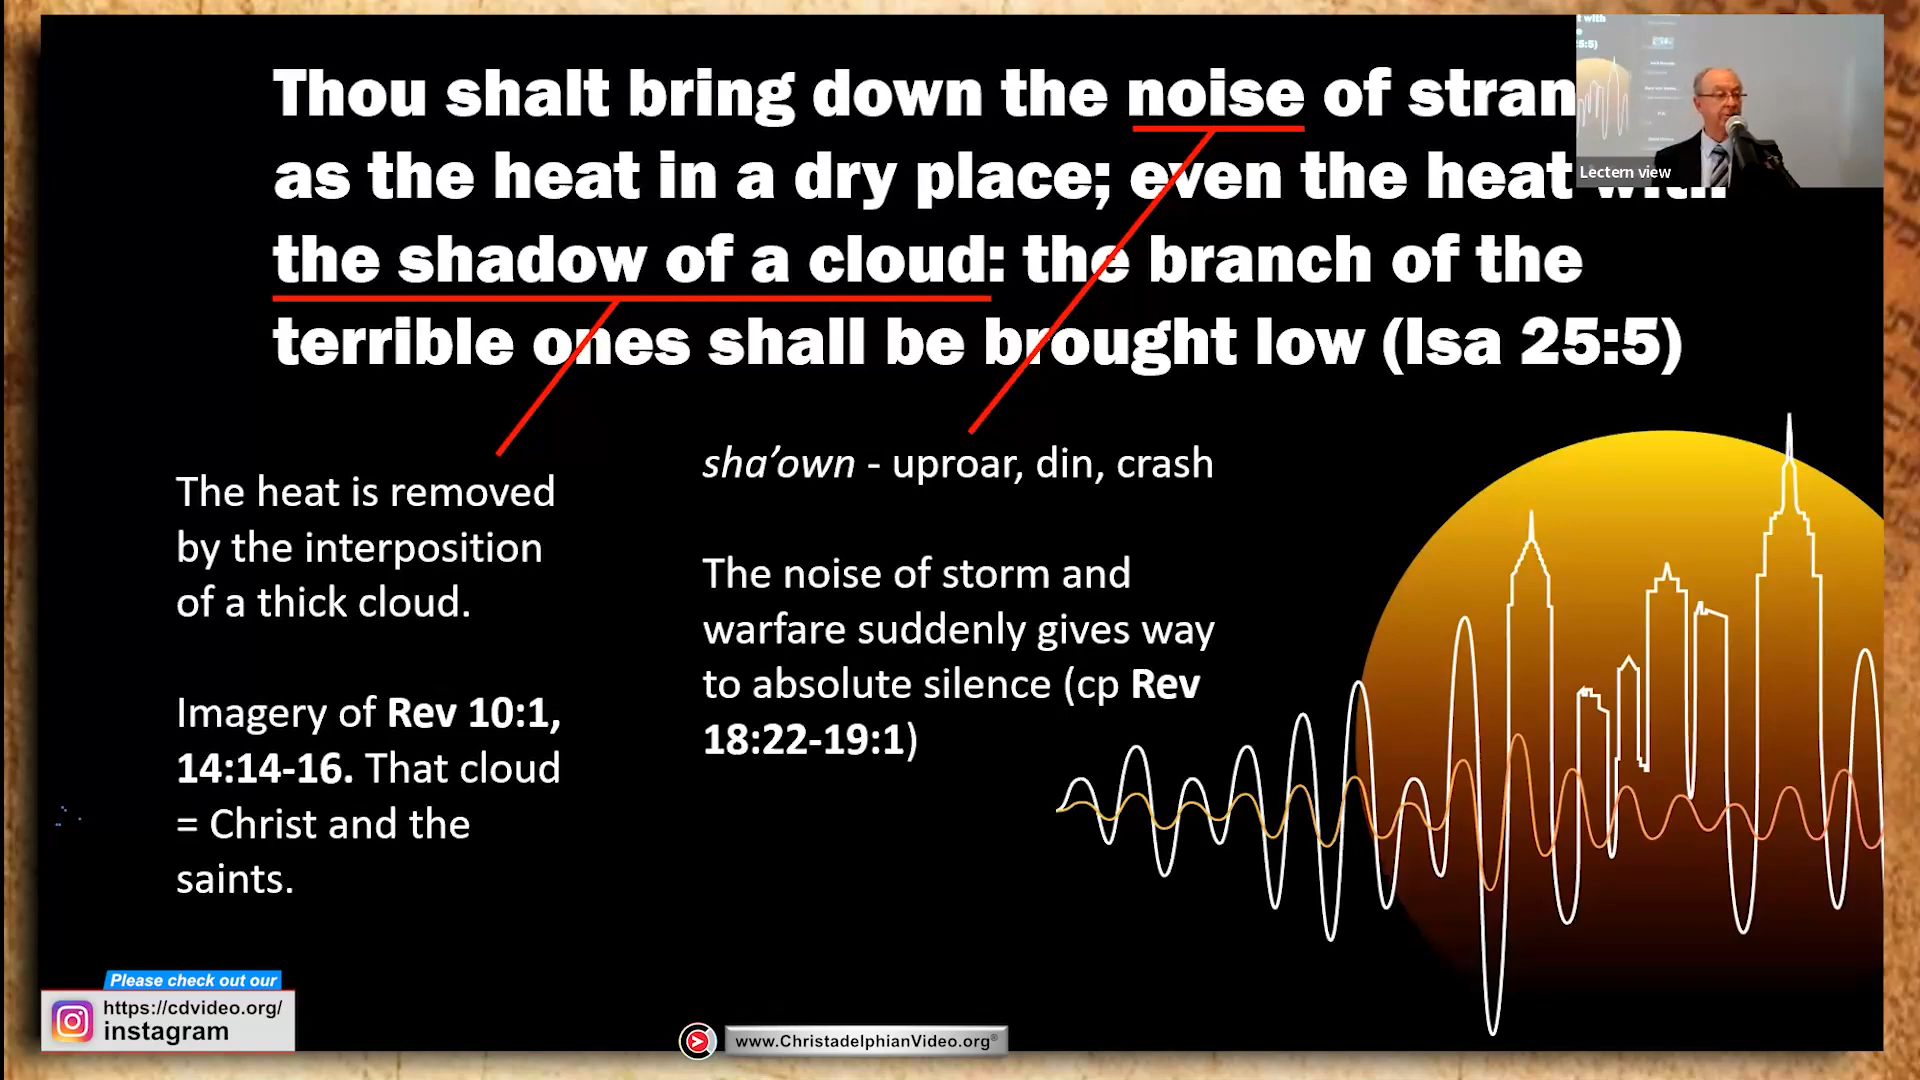 Thou shalt bring down the noise of stran
as the heat in a dry place; even the heat with
the shadow of a cloud: the branch of the
terrible ones shall be brought low (Isa 25:5)
Lectern view
The heat is removed
by the interposition
of a thick cloud.
Imagery of Rev 10:1,
14:14-16. That cloud
= Christ and the
saints.
sha'own - uproar, din, crash
The noise of storm and
warfare suddenly gives way
to absolute silence (cp Rev
18:22-19:1)
Please check out our
https://cdvideo.org/
instagram
www.ChristadelphianVideo.org®